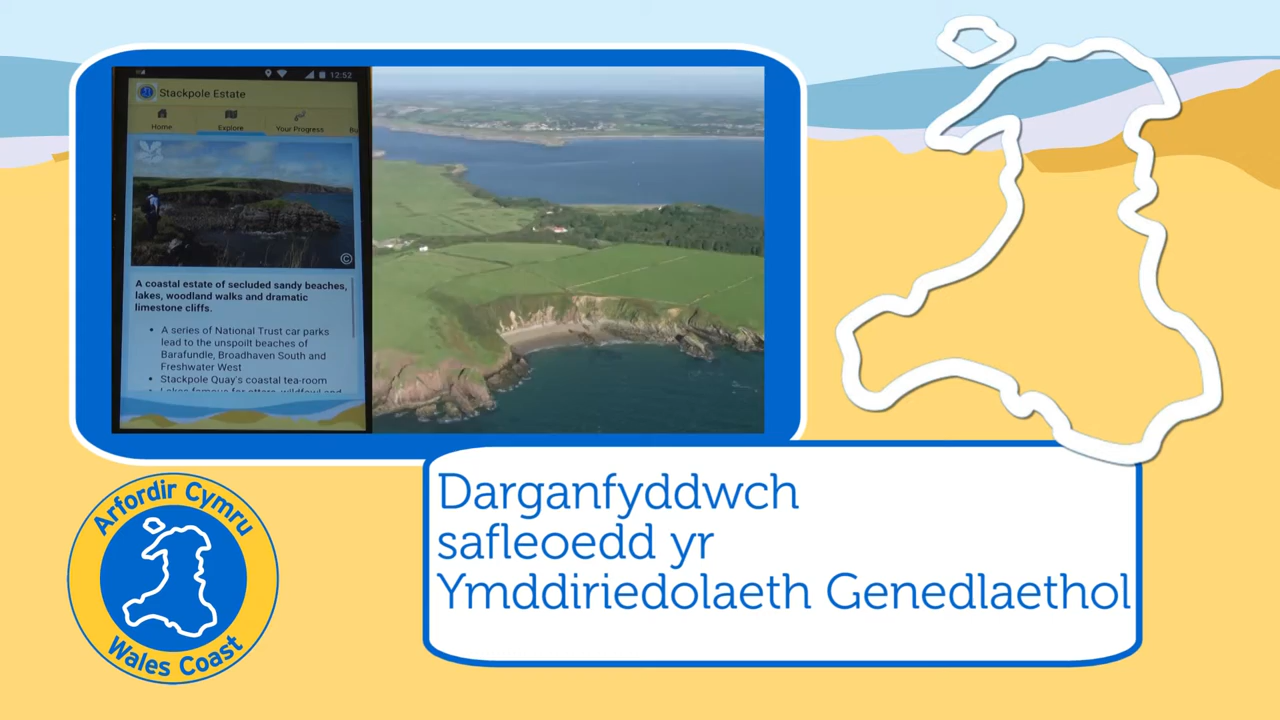 12.52
Stackpole Estate
Home
Explore
Your Progress
©
A coastal estate of secluded sandy beaches,
lakes, woodland walks and dramatic
limestone cliffs.
• A series of National Trust car parks
lead to the unspoilt beaches of
Barafundle, Broadhaven South and
Freshwater West
• Stackpole Quay's coastal tea-room
Darganfyddwch
safleoedd yr
Ymddiriedolaeth Genedlaethol
Arfordir Cymru
Wales Coast